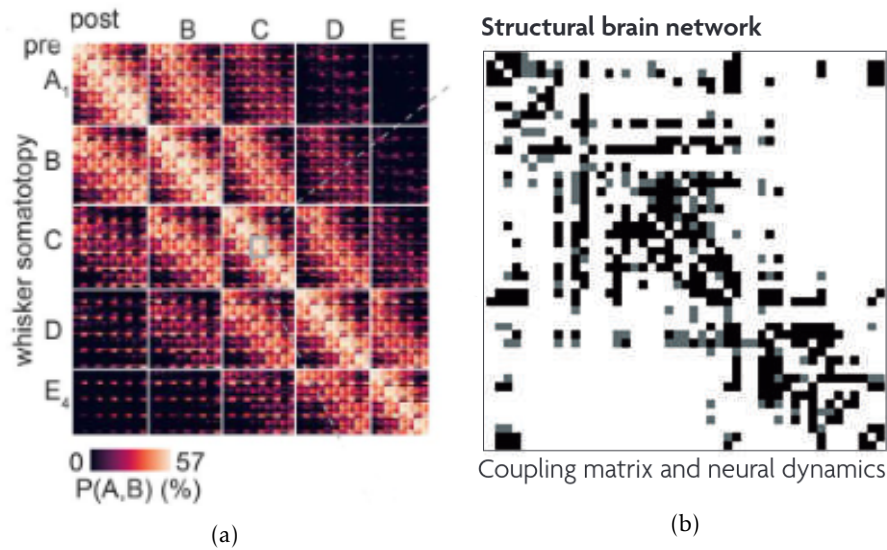 post
B C D E
pre
A1
B
C
D
E4
whisker somatotopy
0 57
P(A,B) (%)
(a)
Structural brain network
Coupling matrix and neural dynamics
(b)